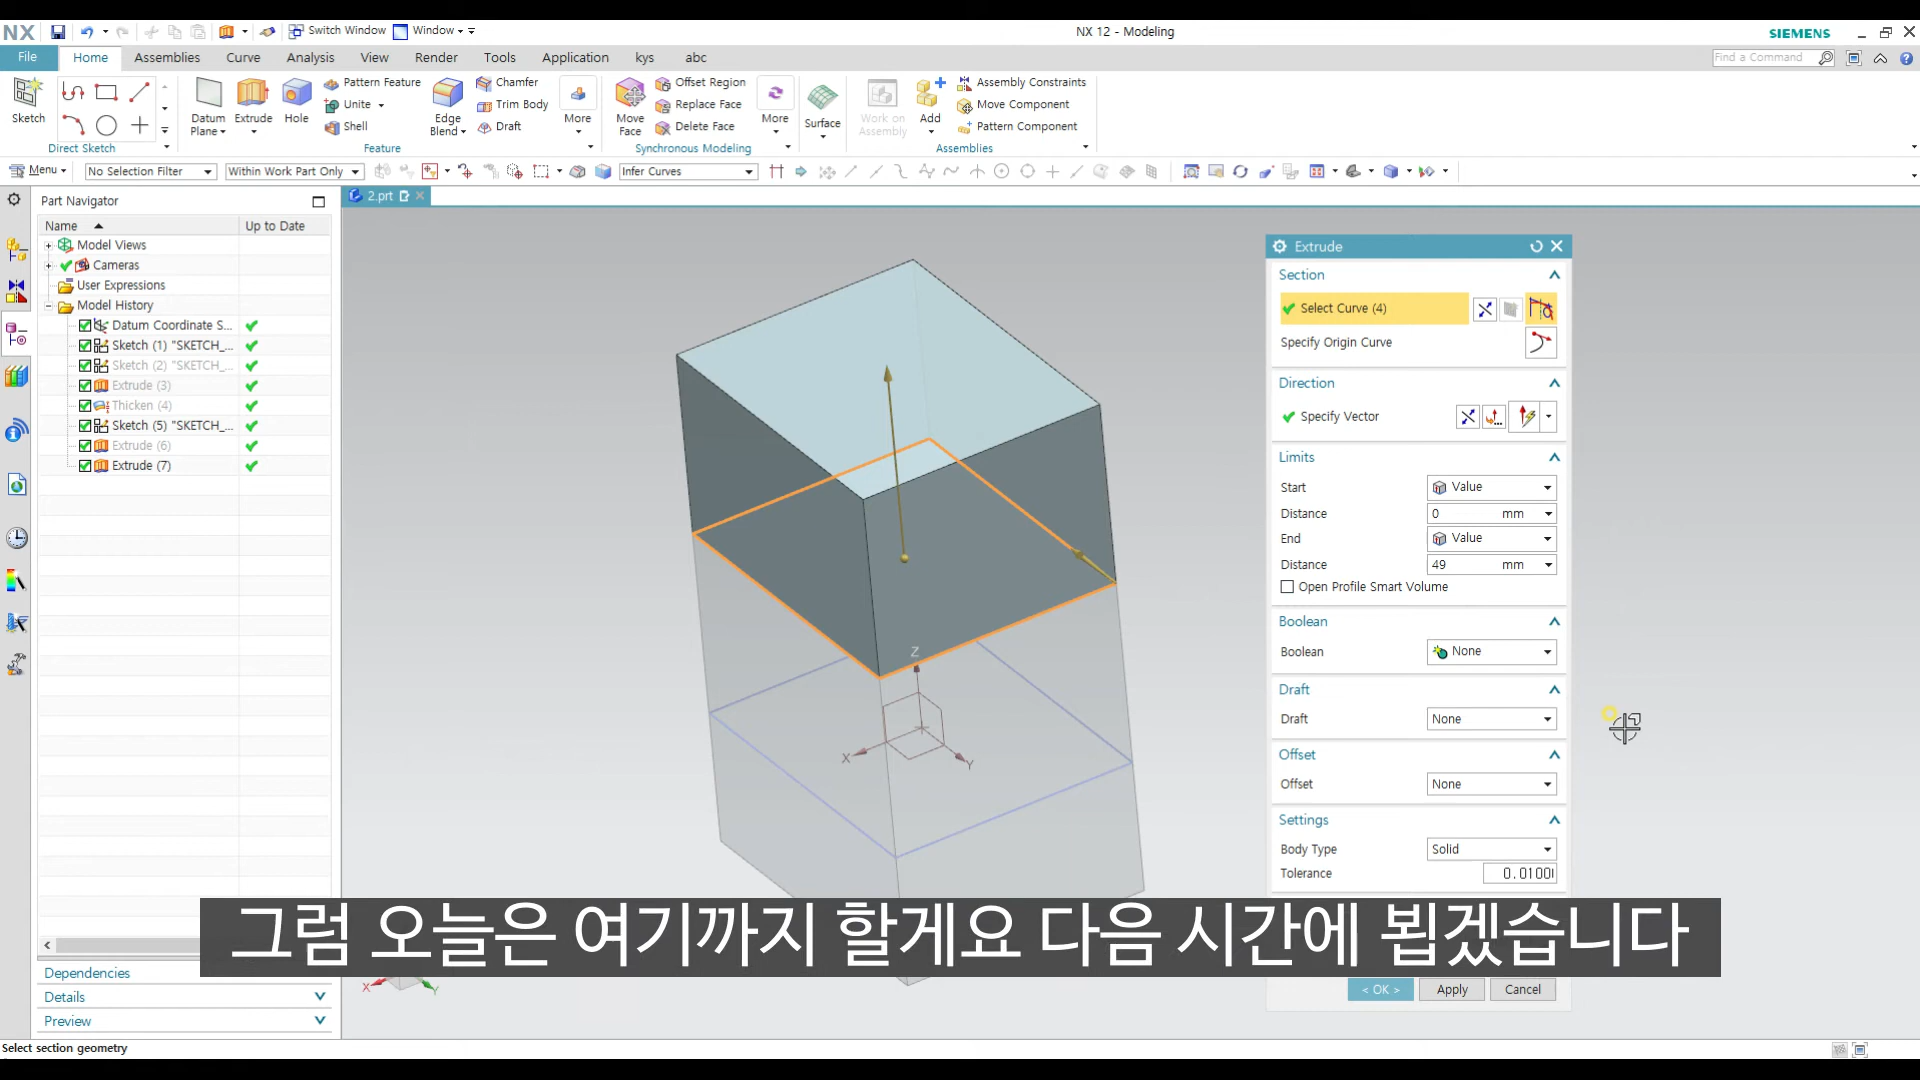 NX
Switch Window
Window
NX 12 - Modeling
SIEMENS
File
Home
Assemblies
Curve
Analysis
View
Render
Tools
Application
kys
abc
Find a Command
Sketch
Direct Sketch
Datum Plane
Extrude
Hole
Pattern Feature
Unite
Shell
Edge Blend
Chamfer
Trim Body
Draft
More
Feature
Move Face
Offset Region
Replace Face
Delete Face
More
Synchronous Modeling
Surface
Work on Assembly
Add
Assembly Constraints
Move Component
Pattern Component
Assemblies
Menu
No Selection Filter
Within Work Part Only
Infer Curves
Part Navigator
2.prt
Name
Up to Date
Model Views
Cameras
User Expressions
Model History
Datum Coordinate S...
Sketch (1) "SKETCH_...
Sketch (2) "SKETCH_...
Extrude (3)
Thicken (4)
Sketch (5) "SKETCH_...
Extrude (6)
Extrude (7)
Dependencies
Details
Preview
Z
X
Y
X
Y
Extrude
Section
Select Curve (4)
Specify Origin Curve
Direction
Specify Vector
Limits
Start
Value
Distance
0 mm
End
Value
Distance
49 mm
Open Profile Smart Volume
Boolean
Boolean
None
Draft
Draft
None
Offset
Offset
None
Settings
Body Type
Solid
Tolerance
0.0100
그럼 오늘은 여기까지 할게요 다음 시간에 뵙겠습니다
< OK >
Apply
Cancel
Select section geometry